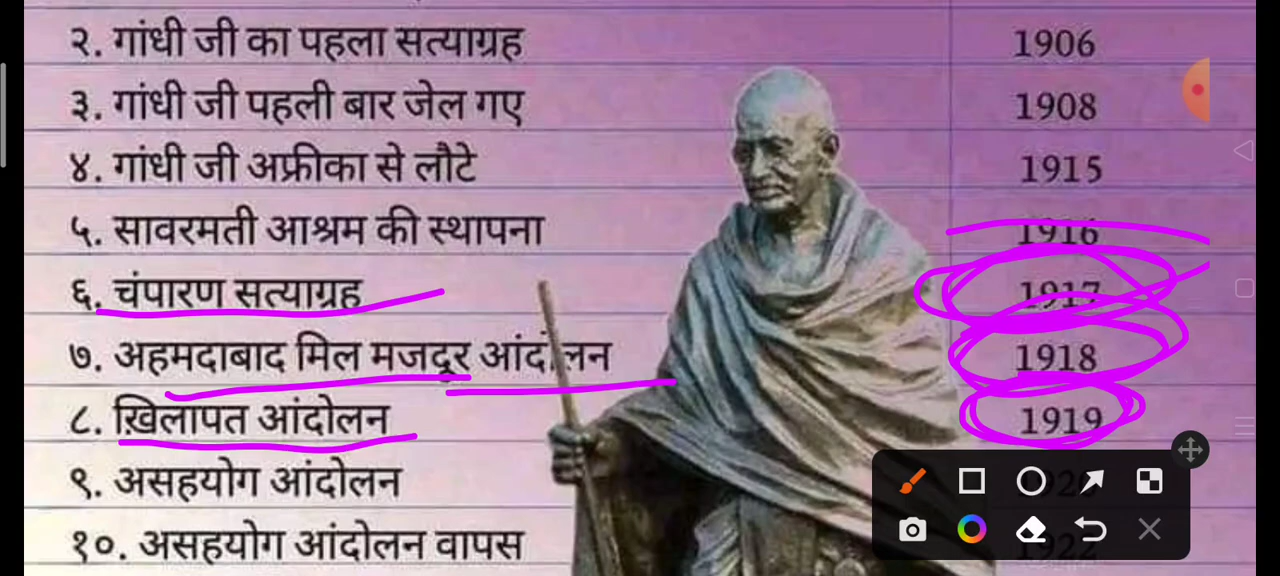 २. गांधी जी का पहला सत्याग्रह 1906
३. गांधी जी पहली बार जेल गए 1908
४. गांधी जी अफ्रीका से लौटे 1915
५. सावरमती आश्रम की स्थापना 1916
६. चंपारण सत्याग्रह 1917
७. अहमदाबाद मिल मजदूर आंदोलन 1918
८. ख़िलापत आंदोलन 1919
९. असहयोग आंदोलन 1920
१०. असहयोग आंदोलन वापस 1922